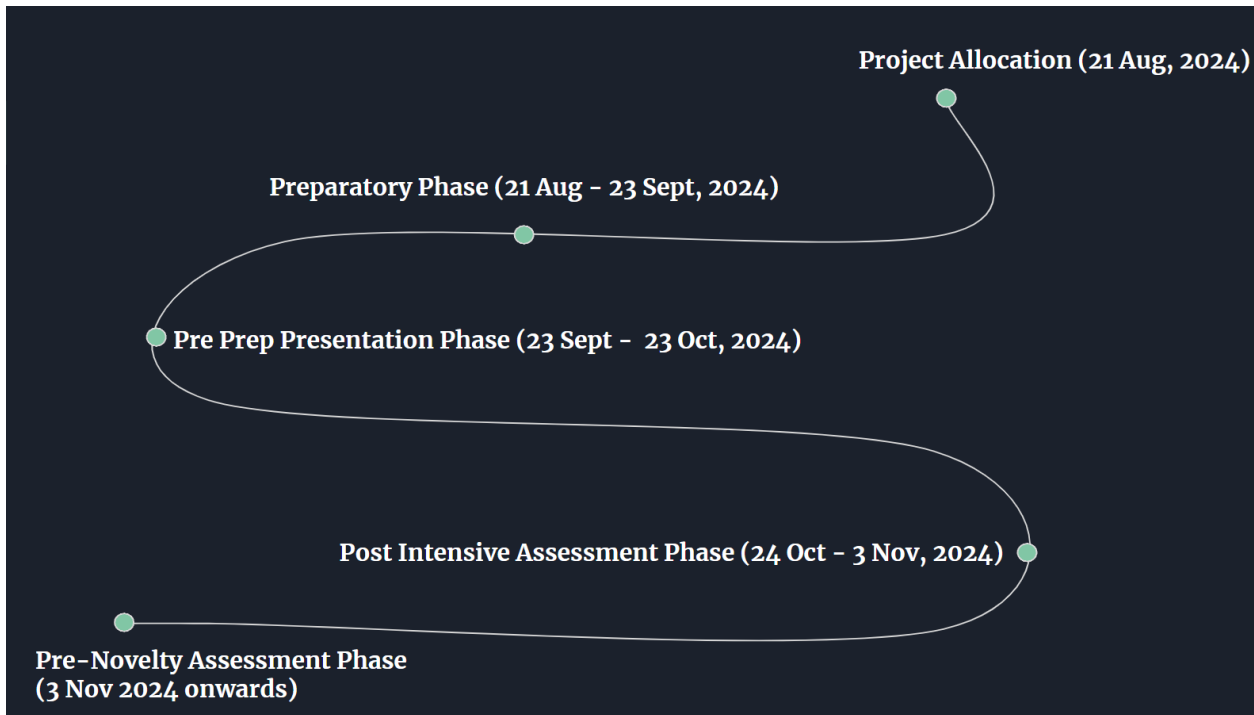 Project Allocation (21 Aug, 2024)
Preparatory Phase (21 Aug - 23 Sept, 2024)
Pre Prep Presentation Phase (23 Sept -  23 Oct, 2024)
Post Intensive Assessment Phase (24 Oct - 3 Nov, 2024)
Pre-Novelty Assessment Phase
(3 Nov 2024 onwards)